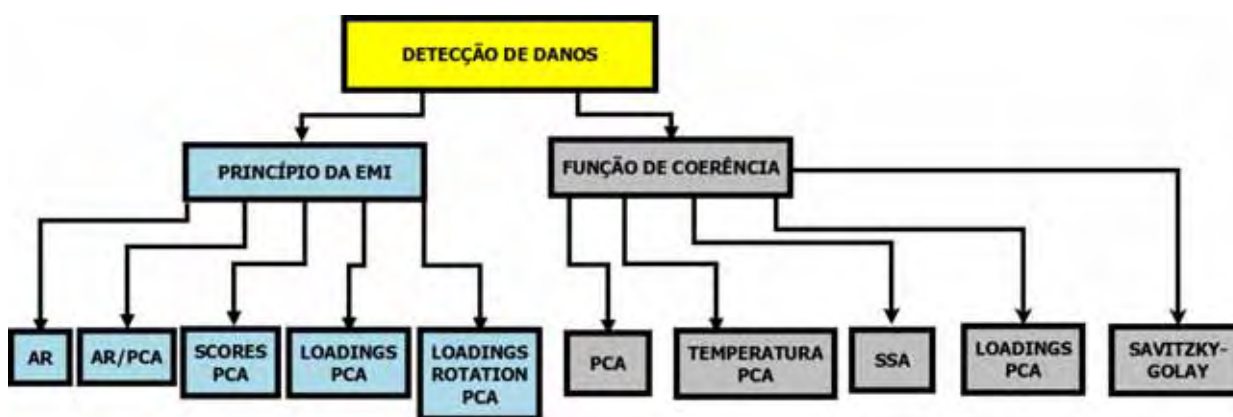 DETECÇÃO DE DANOS
PRINCÍPIO DA EMI
FUNÇÃO DE COERÊNCIA
AR
AR/PCA
SCORES
PCA
LOADINGS
PCA
LOADINGS
ROTATION
PCA
PCA
TEMPERATURA
PCA
SSA
LOADINGS
PCA
SAVITZKY-
GOLAY